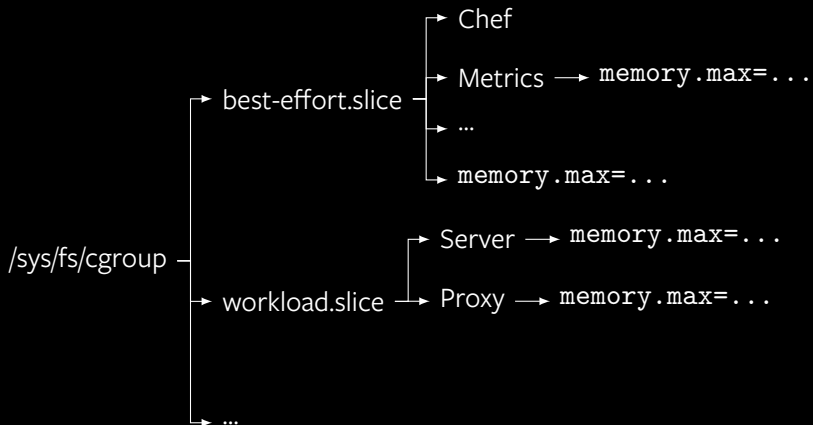 Chef
Metrics
memory.max=...
best-effort.slice
...
memory.max=...
Server
memory.max=...
/sys/fs/cgroup
workload.slice
Proxy
memory.max=...
...